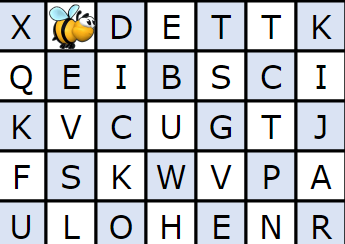 X D E T T K
Q E I B S C I
K V C U G T J
F S K W V P A
U L O H E N R